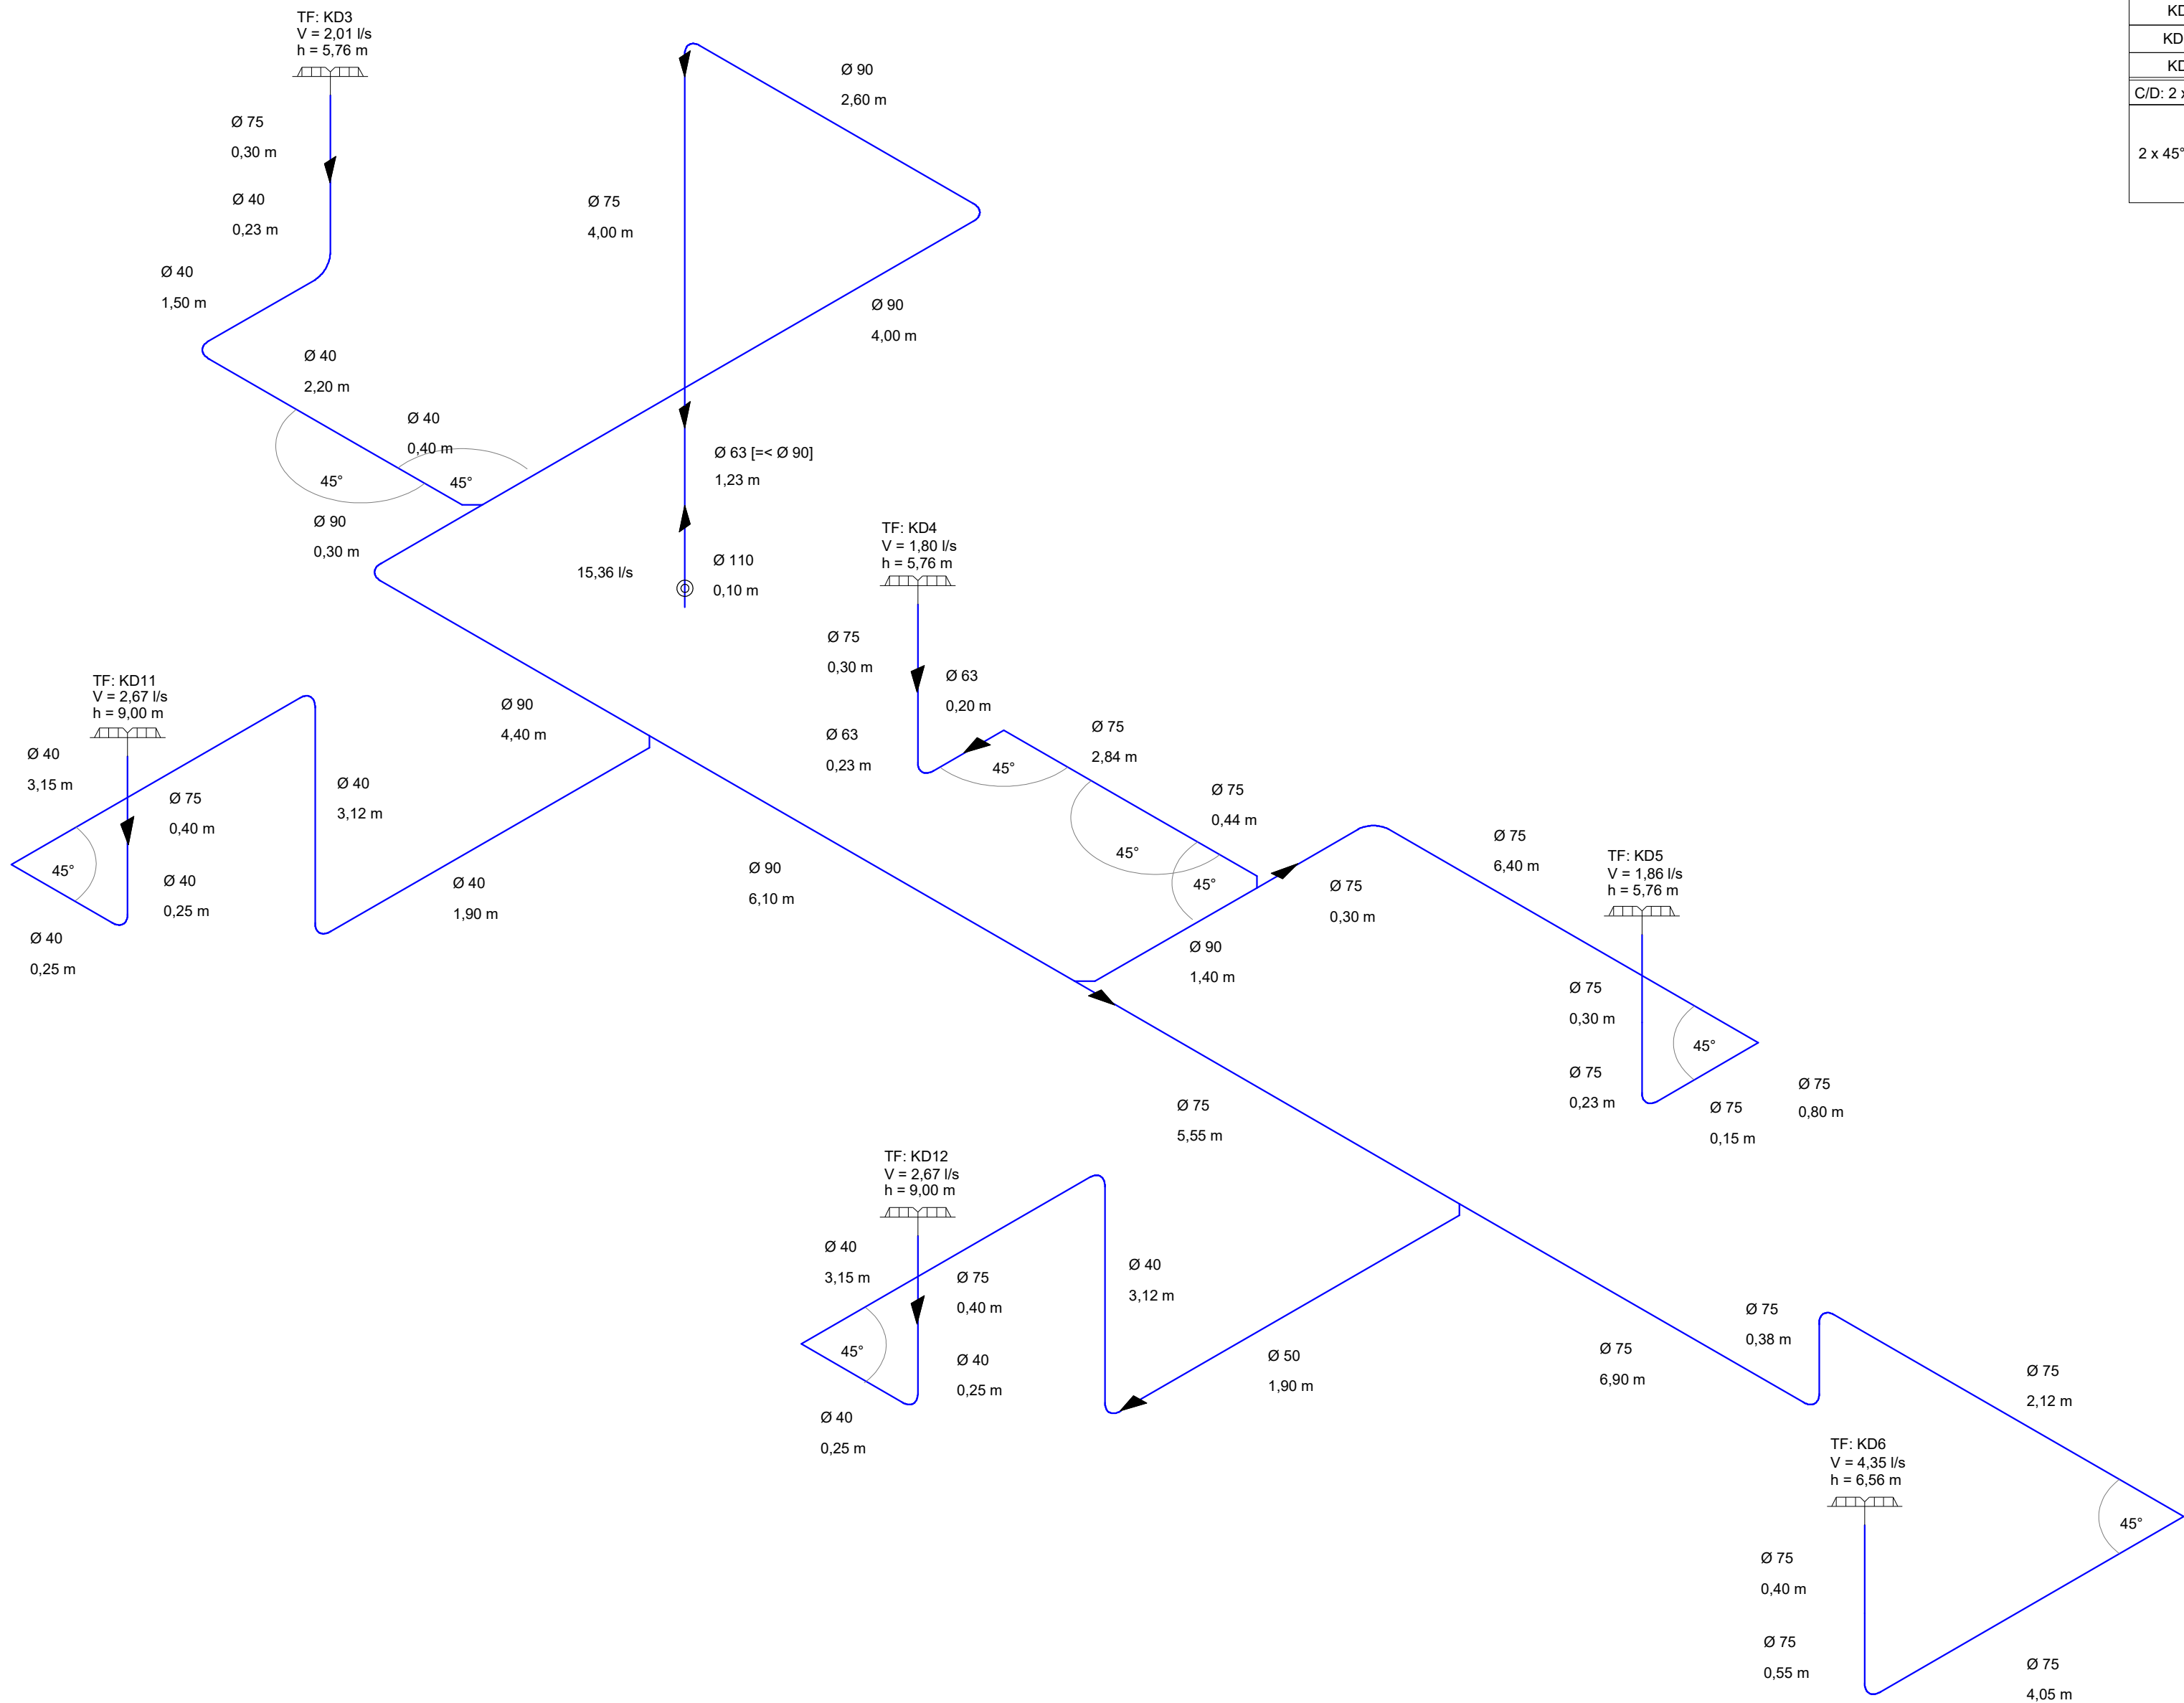 TF: KD3
V = 2,01 l/s
h = 5,76 m
Ø 75
0,30 m
Ø 40
0,23 m
Ø 40
1,50 m
Ø 40
2,20 m
Ø 40
0,40 m
45°
45°
Ø 90
0,30 m
Ø 90
2,60 m
Ø 75
4,00 m
Ø 90
4,00 m
Ø 63 [=< Ø 90]
1,23 m
15,36 l/s
Ø 110
0,10 m
KD
KD
KD
C/D: 2 x
2 x 45°
TF: KD4
V = 1,80 l/s
h = 5,76 m
Ø 75
0,30 m
Ø 63
0,20 m
Ø 63
0,23 m
45°
Ø 75
2,84 m
Ø 75
0,44 m
45°
45°
TF: KD11
V = 2,67 l/s
h = 9,00 m
Ø 40
3,15 m
Ø 75
0,40 m
Ø 40
3,12 m
45°
Ø 40
0,25 m
Ø 40
0,25 m
Ø 40
1,90 m
Ø 90
4,40 m
Ø 90
6,10 m
Ø 90
1,40 m
Ø 75
0,30 m
Ø 75
6,40 m
TF: KD5
V = 1,86 l/s
h = 5,76 m
Ø 75
0,30 m
45°
Ø 75
0,23 m
Ø 75
0,15 m
Ø 75
0,80 m
Ø 75
5,55 m
TF: KD12
V = 2,67 l/s
h = 9,00 m
Ø 40
3,15 m
Ø 75
0,40 m
Ø 40
3,12 m
45°
Ø 40
0,25 m
Ø 40
0,25 m
Ø 50
1,90 m
Ø 75
6,90 m
Ø 75
0,38 m
Ø 75
2,12 m
TF: KD6
V = 4,35 l/s
h = 6,56 m
45°
Ø 75
0,40 m
Ø 75
0,55 m
Ø 75
4,05 m